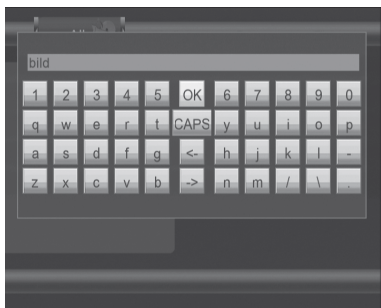 bild
1 2 3 4 5 OK 6 7 8 9 0
q w e r t CAPS y u i o p
a s d f g <- h j k l -
z x c v b -> n m / \ .